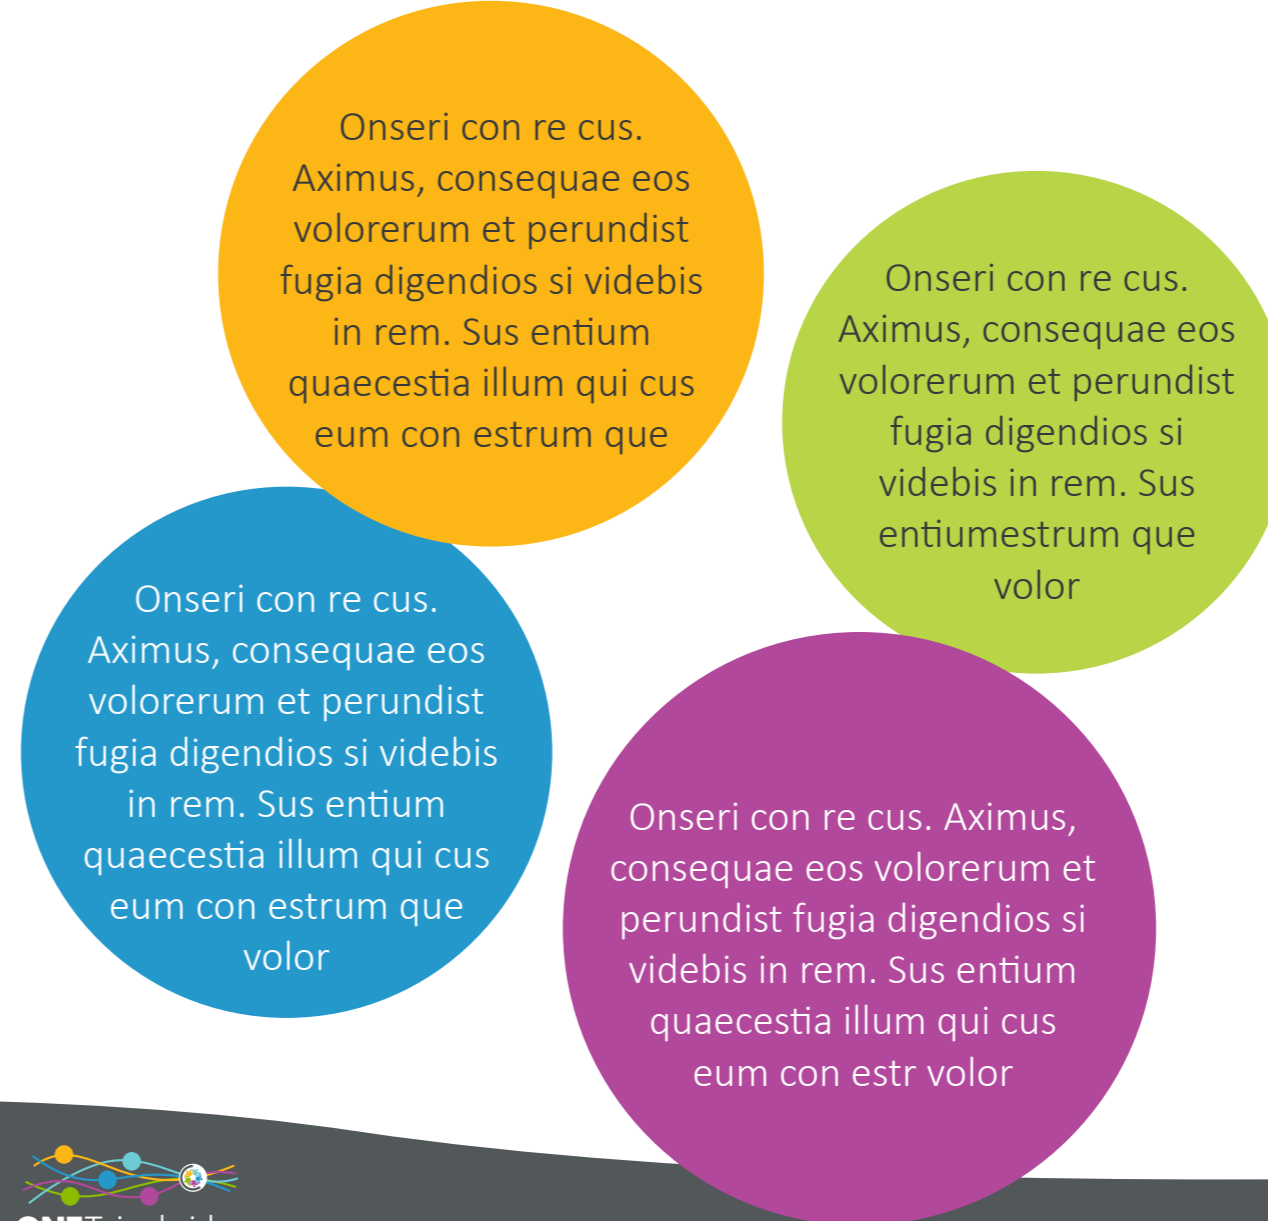 Onseri con re cus.
Aximus, consequae eos
volorerum et perundist
fugia digendios si videbis
in rem. Sus entium
quaecestia illum qui cus
eum con estrum que
Onseri con re cus.
Aximus, consequae eos
volorerum et perundist
fugia digendios si
videbis in rem. Sus
entiumestrum que
volor
Onseri con re cus.
Aximus, consequae eos
volorerum et perundist
fugia digendios si videbis
in rem. Sus entium
quaecestia illum qui cus
eum con estrum que
volor
Onseri con re cus. Aximus,
consequae eos volorerum et
perundist fugia digendios si
videbis in rem. Sus entium
quaecestia illum qui cus
eum con estr volor
ONE